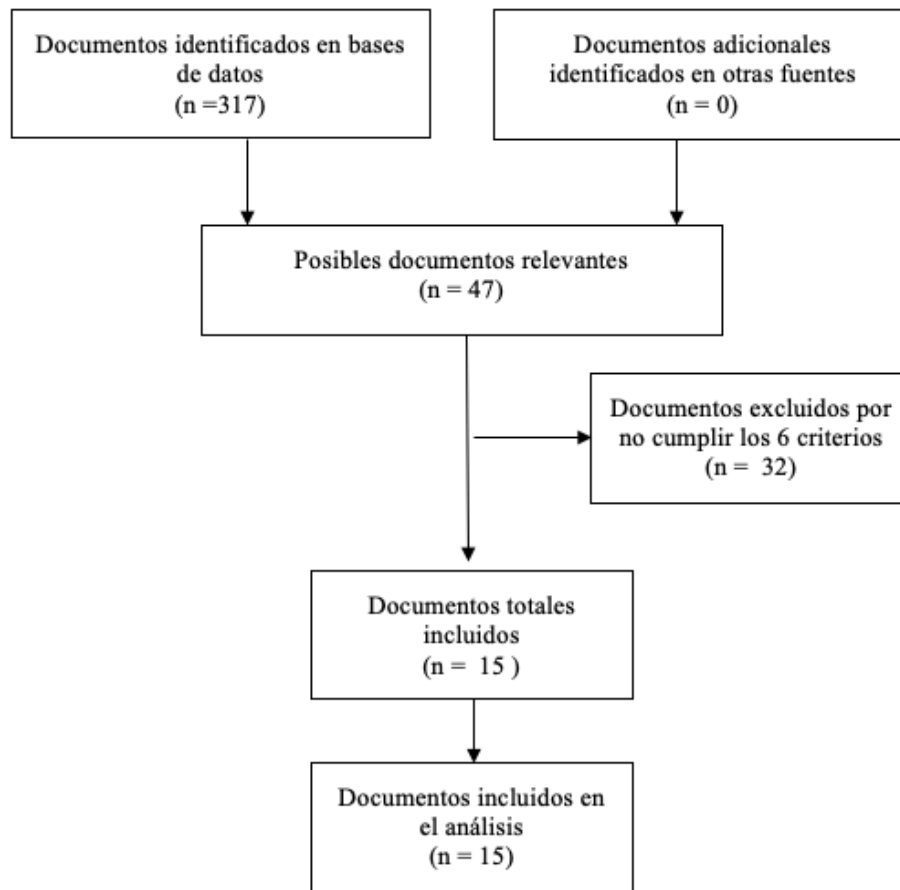 Documentos identificados en bases
de datos
(n =317)
Documentos adicionales
identificados en otras fuentes
(n = 0)
Posibles documentos relevantes
(n = 47)
Documentos excluidos por
no cumplir los 6 criterios
(n =  32)
Documentos totales
incluidos
(n =  15 )
Documentos incluidos en
el análisis
(n = 15)